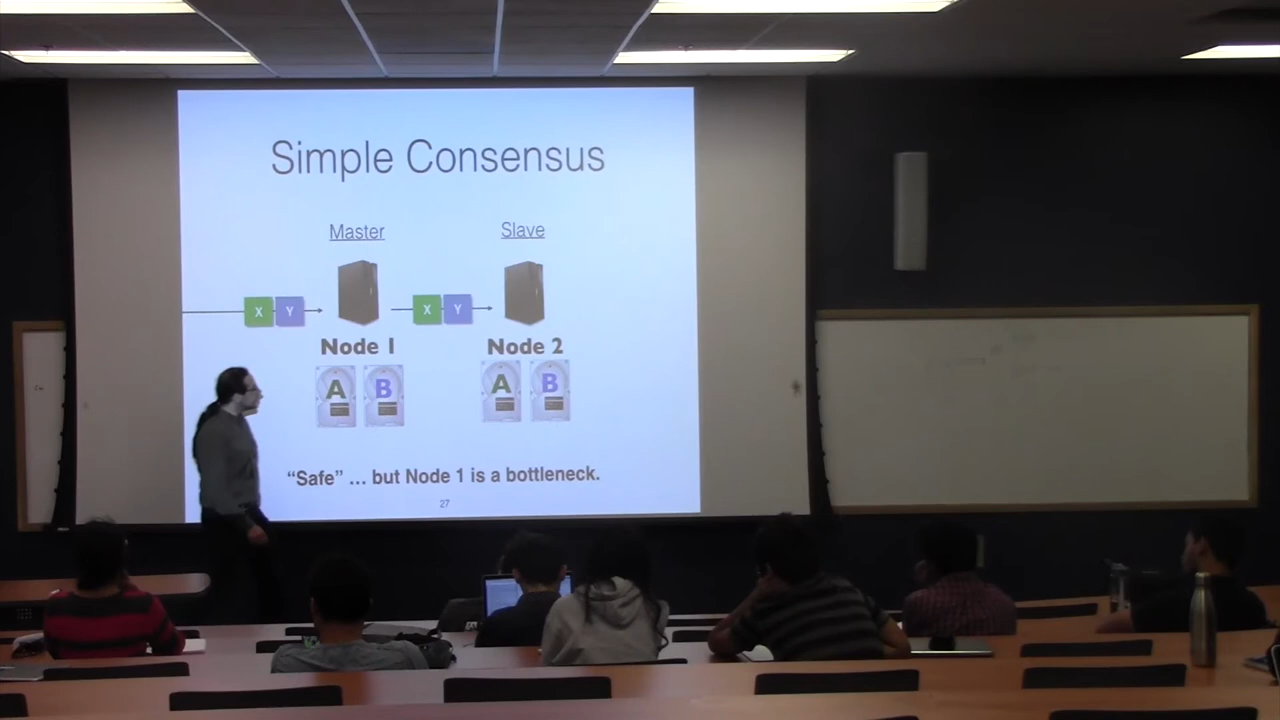 Simple Consensus
Master Slave
X Y X Y
Node 1 Node 2
A B A B
“Safe” ... but Node 1 is a bottleneck.
27